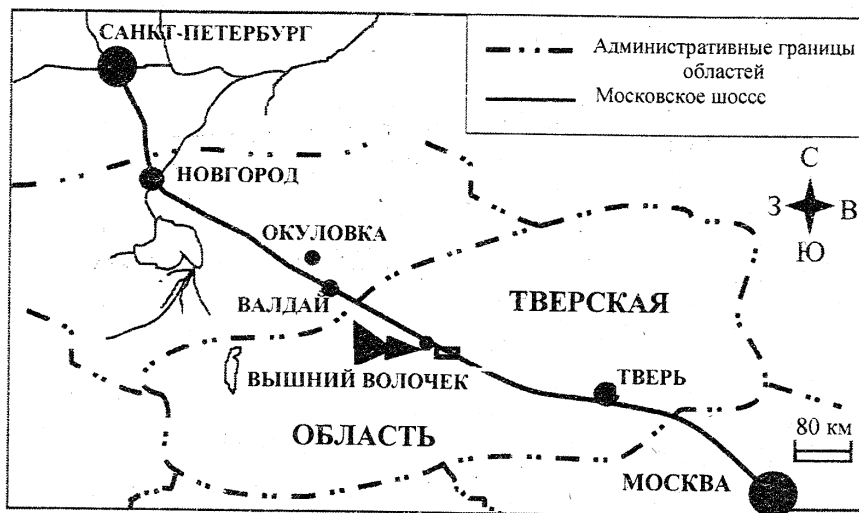 САНКТ-ПЕТЕРБУРГ
Административные границы
областей
Московское шоссе
НОВГОРОД
С
З В
Ю
ОКУЛОВКА
ВАЛДАЙ
ТВЕРСКАЯ
ВЫШНИЙ ВОЛОЧЕК
ТВЕРЬ
ОБЛАСТЬ
80 км
МОСКВА